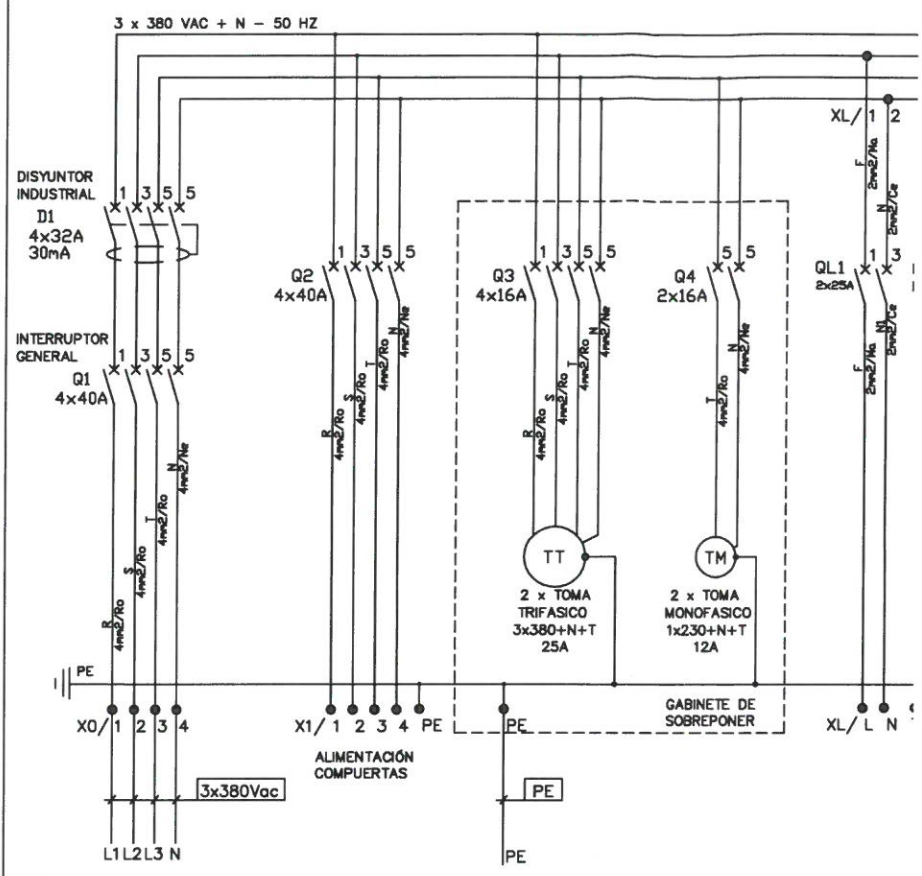 3 x 380 VAC + N - 50 HZ
XL/ 1 2
F
2mm2/Ma
N
2mm2/Ce
DISYUNTOR
INDUSTRIAL
D1
4x32A
30mA
1 3 5 5
Q2
4x40A
1 3 5 5
Q3
4x16A
1 3 5 5
Q4
2x16A
5 5
QL1
2x25A
1 3
INTERRUPTOR
GENERAL
Q1
4x40A
1 3 5 5
R
4mm2/Ro
S
4mm2/Ro
T
4mm2/Ro
N
4mm2/Ne
R
4mm2/Ro
S
4mm2/Ro
T
4mm2/Ro
N
4mm2/Ne
R
4mm2/Ro
S
4mm2/Ro
T
4mm2/Ro
N
4mm2/Ne
T
4mm2/Ro
N
4mm2/Ne
F
2mm2/Ma
N1
2mm2/Ce
TT
2 x TOMA
TRIFASICO
3x380+N+T
25A
TM
2 x TOMA
MONOFASICO
1x230+N+T
12A
PE
GABINETE DE
SOBREPONER
X0/ 1 2 3 4
X1/ 1 2 3 4 PE
PE
XL/ L N
ALIMENTACIÓN
COMPUERTAS
3x380Vac
PE
L1 L2 L3 N
PE